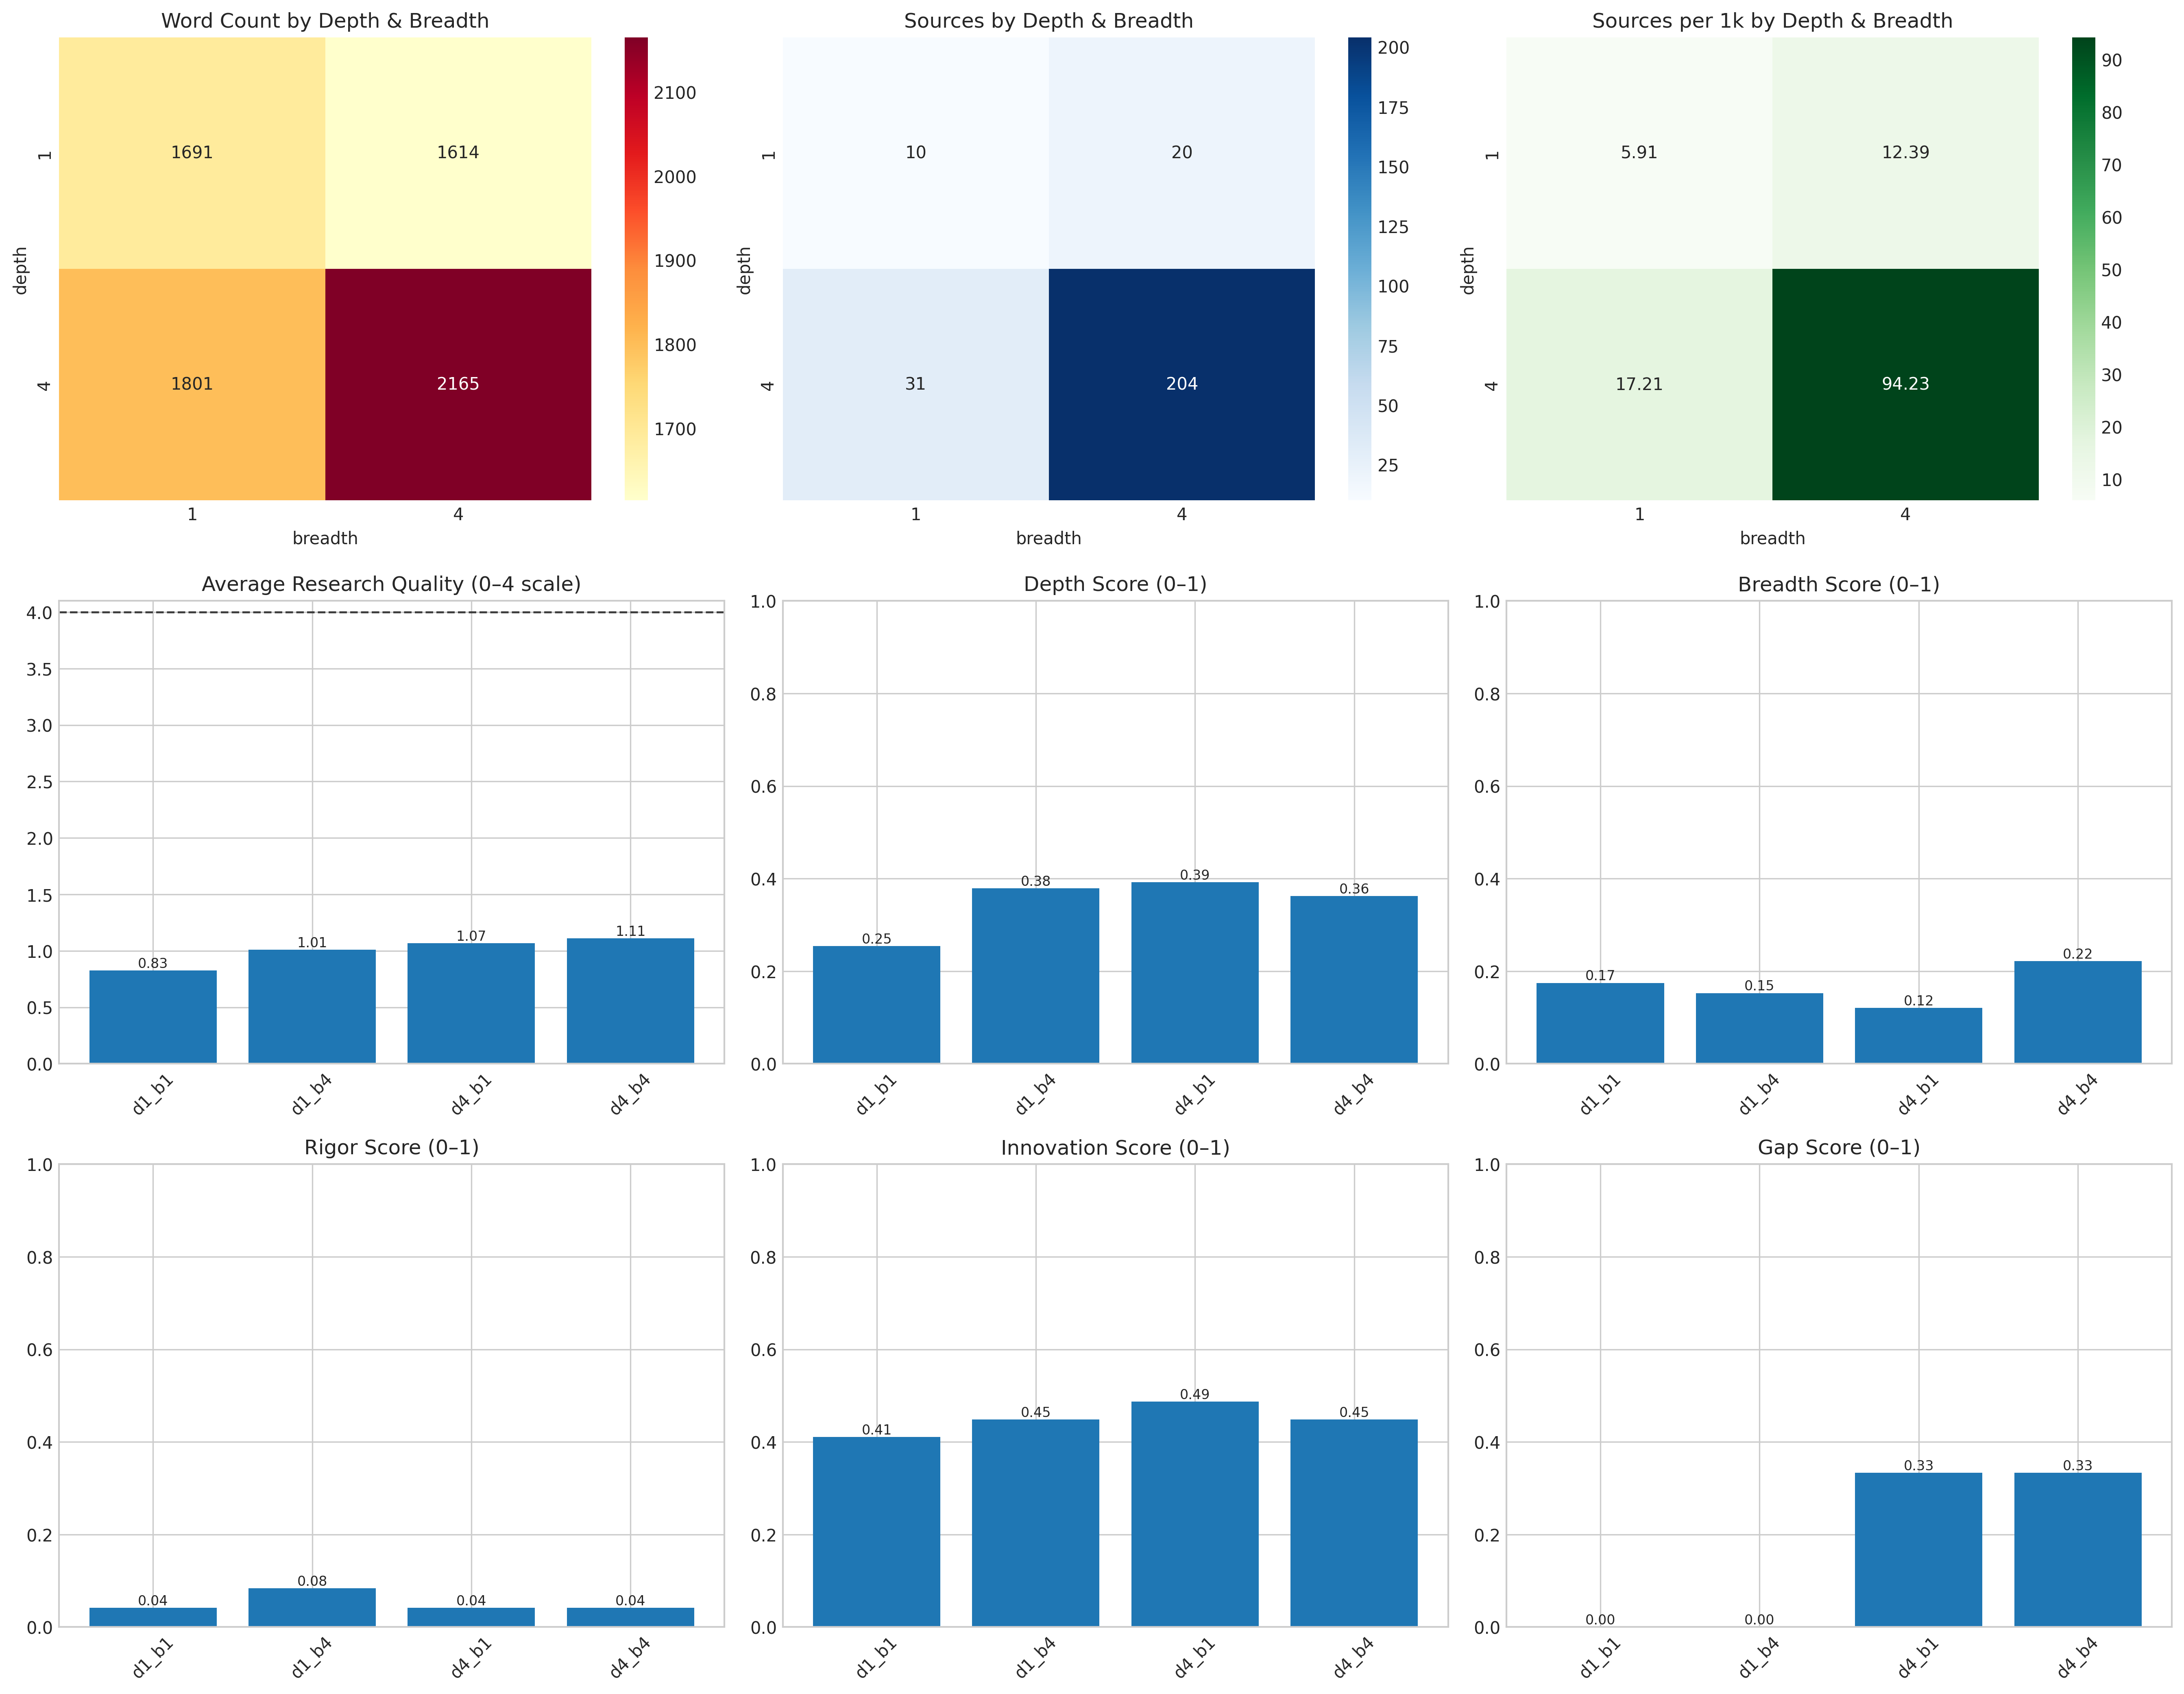 Word Count by Depth & Breadth
1691 1614
1801 2165
depth
1
4
1 4
breadth
2100
2000
1900
1800
1700
Sources by Depth & Breadth
10 20
31 204
depth
1
4
1 4
breadth
200
175
150
125
100
75
50
25
Sources per 1k by Depth & Breadth
5.91 12.39
17.21 94.23
depth
1
4
1 4
breadth
90
80
70
60
50
40
30
20
10
Average Research Quality (0–4 scale)
4.0
3.5
3.0
2.5
2.0
1.5
1.0
0.5
0.0
0.83 1.01 1.07 1.11
d1_b1 d1_b4 d4_b1 d4_b4
Depth Score (0–1)
1.0
0.8
0.6
0.4
0.2
0.0
0.25 0.38 0.39 0.36
d1_b1 d1_b4 d4_b1 d4_b4
Breadth Score (0–1)
1.0
0.8
0.6
0.4
0.2
0.0
0.17 0.15 0.12 0.22
d1_b1 d1_b4 d4_b1 d4_b4
Rigor Score (0–1)
1.0
0.8
0.6
0.4
0.2
0.0
0.04 0.08 0.04 0.04
d1_b1 d1_b4 d4_b1 d4_b4
Innovation Score (0–1)
1.0
0.8
0.6
0.4
0.2
0.0
0.41 0.45 0.49 0.45
d1_b1 d1_b4 d4_b1 d4_b4
Gap Score (0–1)
1.0
0.8
0.6
0.4
0.2
0.0
0.00 0.00 0.33 0.33
d1_b1 d1_b4 d4_b1 d4_b4